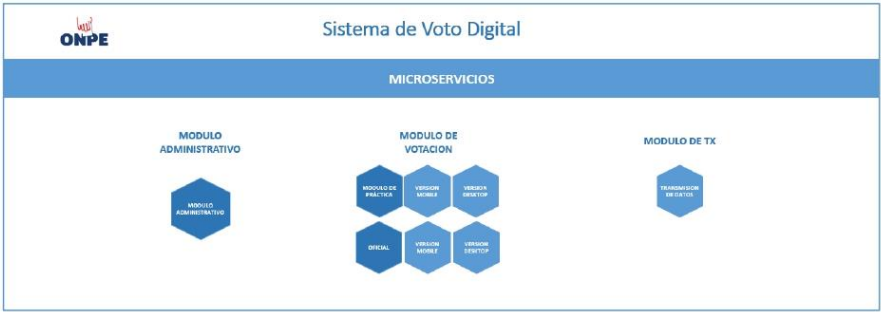 ONPE
Sistema de Voto Digital
MICROSERVICIOS
MODULO
ADMINISTRATIVO
MODULO
ADMINISTRATIVO
MODULO DE
VOTACION
MODULO DE
PRÁCTICA
VERSION
MOBILE
VERSION
DESKTOP
OFICIAL
VERSION
MOBILE
VERSION
DESKTOP
MODULO DE TX
TRANSMISION
DE DATOS